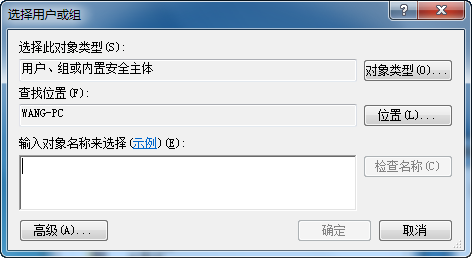 选择用户或组
选择此对象类型(S):
用户、组或内置安全主体
对象类型(O)...
查找位置(F):
WANG-PC
位置(L)...
输入对象名称来选择(示例)(E):
检查名称(C)
高级(A)...
确定
取消